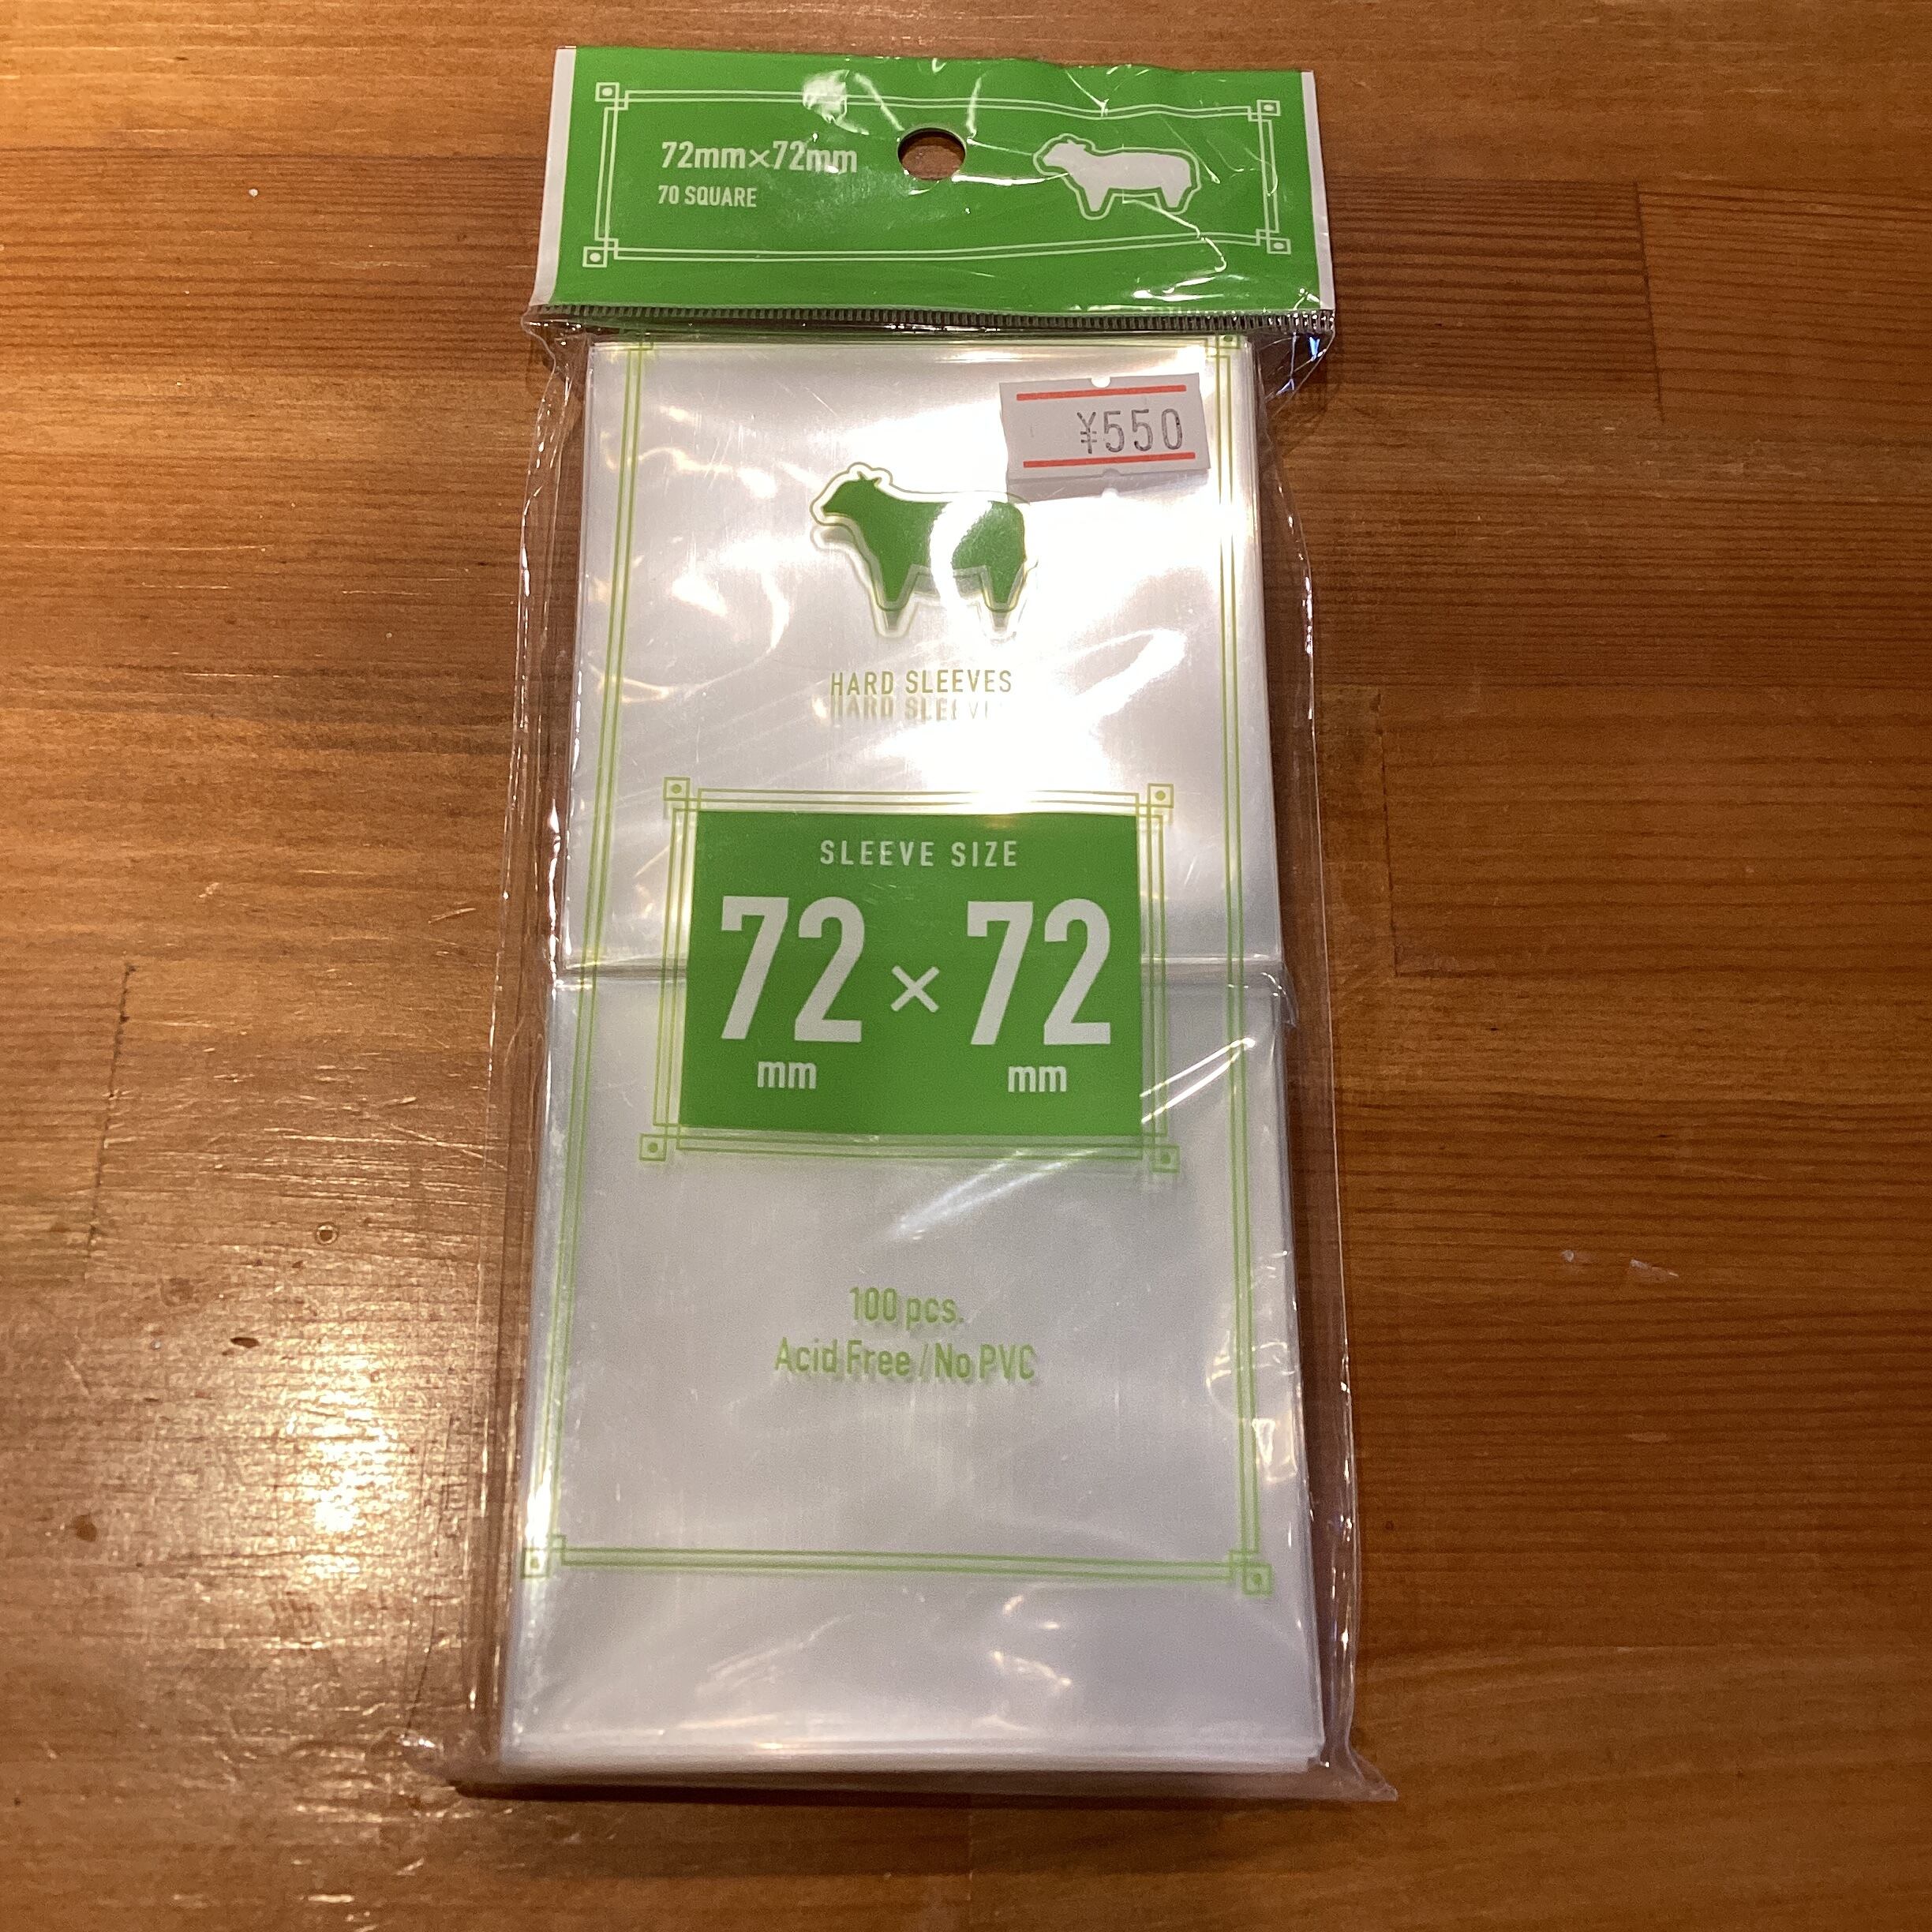 72mm×72mm
70 SQUARE
¥550
HARD SLEEVES
SLEEVE SIZE
72×72
mm mm
100 pcs.
Acid Free/No PVC